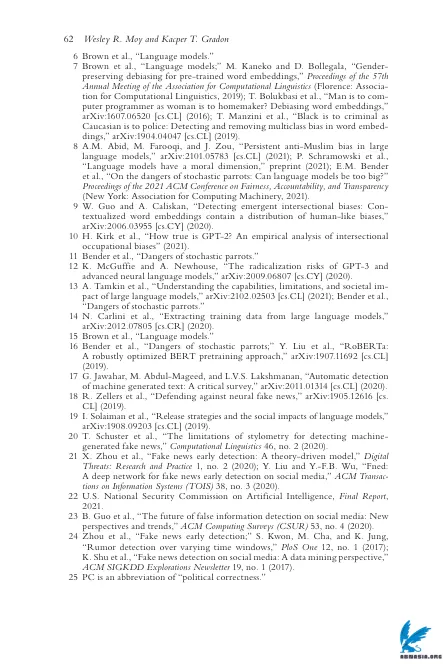 62 Wesley R. Moy and Kacper T. Gradon
6 Brown et al., “Language models.”
7 Brown et al., “Language models;” M. Kaneko and D. Bollegala, “Gender-
preserving debiasing for pre-trained word embeddings,” Proceedings of the 57th
Annual Meeting of the Association for Computational Linguistics (Florence: Associa-
tion for Computational Linguistics, 2019); T. Bolukbasi et al., “Man is to com-
puter programmer as woman is to homemaker? Debiasing word embeddings,”
arXiv:1607.06520 [cs.CL] (2016); T. Manzini et al., “Black is to criminal as
Caucasian is to police: Detecting and removing multiclass bias in word embed-
dings,” arXiv:1904.04047 [cs.CL] (2019).
8 A.M. Abid, M. Farooqi, and J. Zou, “Persistent anti-Muslim bias in large
language models,” arXiv:2101.05783 [cs.CL] (2021); P. Schramowski et al.,
“Language models have a moral dimension,” preprint (2021); E.M. Bender
et al., “On the dangers of stochastic parrots: Can language models be too big?”
Proceedings of the 2021 ACM Conference on Fairness, Accountability, and Transparency
(New York: Association for Computing Machinery, 2021).
9 W. Guo and A. Caliskan, “Detecting emergent intersectional biases: Con-
textualized word embeddings contain a distribution of human-like biases,”
arXiv:2006.03955 [cs.CY] (2020).
10 H. Kirk et al., “How true is GPT-2? An empirical analysis of intersectional
occupational biases” (2021).
11 Bender et al., “Dangers of stochastic parrots.”
12 K. McGuffie and A. Newhouse, “The radicalization risks of GPT-3 and
advanced neural language models,” arXiv:2009.06807 [cs.CY] (2020).
13 A. Tamkin et al., “Understanding the capabilities, limitations, and societal im-
pact of large language models,” arXiv:2102.02503 [cs.CL] (2021); Bender et al.,
“Dangers of stochastic parrots.”
14 N. Carlini et al., “Extracting training data from large language models,”
arXiv:2012.07805 [cs.CR] (2020).
15 Brown et al., “Language models.”
16 Bender et al., “Dangers of stochastic parrots;” Y. Liu et al., “RoBERTa:
A robustly optimized BERT pretraining approach,” arXiv:1907.11692 [cs.CL]
(2019).
17 G. Jawahar, M. Abdul-Mageed, and L.V.S. Lakshmanan, “Automatic detection
of machine generated text: A critical survey,” arXiv:2011.01314 [cs.CL] (2020).
18 R. Zellers et al., “Defending against neural fake news,” arXiv:1905.12616 [cs.
CL] (2019).
19 I. Solaiman et al., “Release strategies and the social impacts of language models,”
arXiv:1908.09203 [cs.CL] (2019).
20 T. Schuster et al., “The limitations of stylometry for detecting machine-
generated fake news,” Computational Linguistics 46, no. 2 (2020).
21 X. Zhou et al., “Fake news early detection: A theory-driven model,” Digital
Threats: Research and Practice 1, no. 2 (2020); Y. Liu and Y.-F.B. Wu, “Fned:
A deep network for fake news early detection on social media,” ACM Transac-
tions on Information Systems (TOIS) 38, no. 3 (2020).
22 U.S. National Security Commission on Artificial Intelligence, Final Report,
2021.
23 B. Guo et al., “The future of false information detection on social media: New
perspectives and trends,” ACM Computing Surveys (CSUR) 53, no. 4 (2020).
24 Zhou et al., “Fake news early detection;” S. Kwon, M. Cha, and K. Jung,
“Rumor detection over varying time windows,” PloS One 12, no. 1 (2017);
K. Shu et al., “Fake news detection on social media: A data mining perspective,”
ACM SIGKDD Explorations Newsletter 19, no. 1 (2017).
25 PC is an abbreviation of “political correctness.”